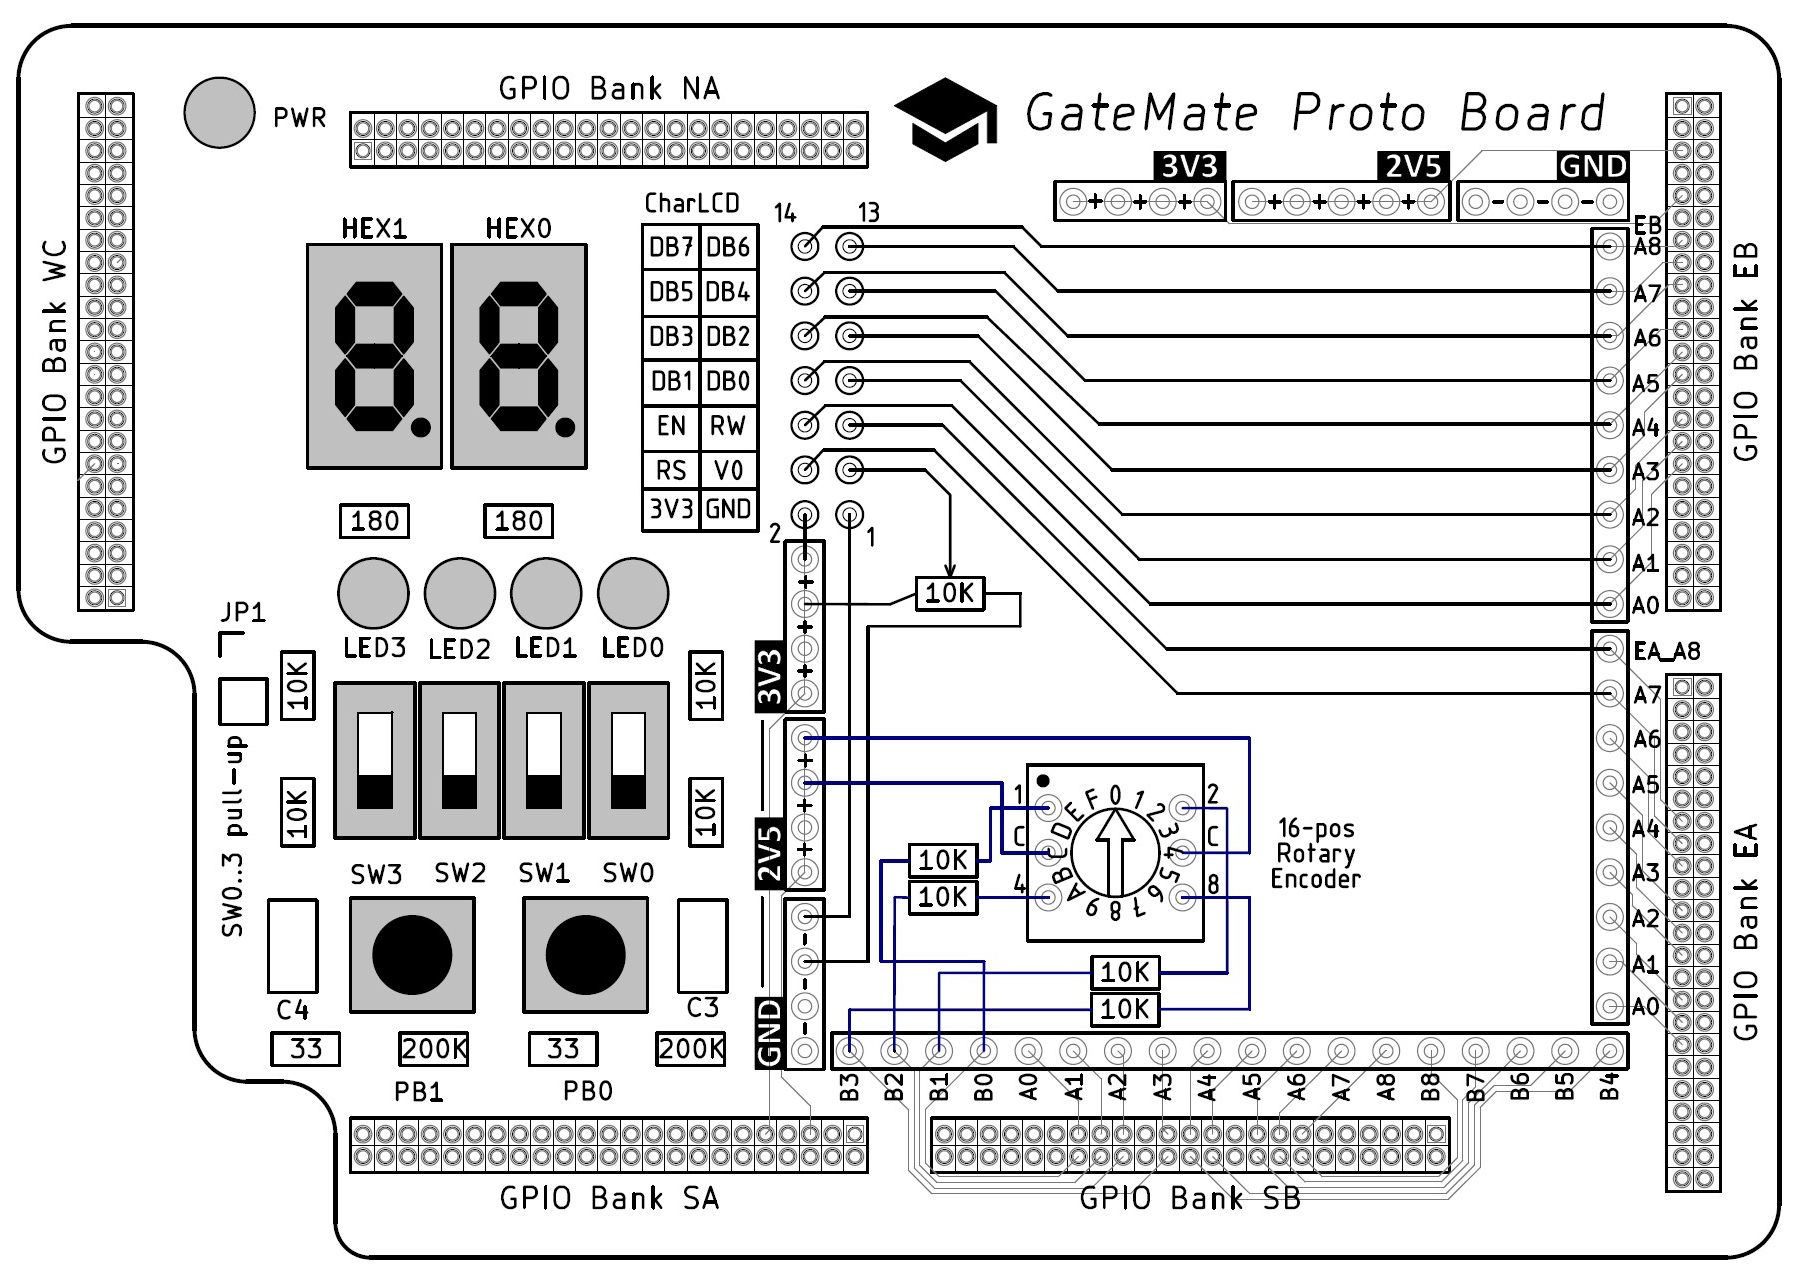 GPIO Bank NA
PWR
GateMate Proto Board
3V3
2V5
GND
+ + +
+ + + +
- - -
GPIO Bank WC
HEX1
HEX0
CharLCD
14
13
DB7 DB6
DB5 DB4
DB3 DB2
DB1 DB0
EN RW
RS V0
3V3 GND
2
1
EB
A8
A7
A6
A5
A4
A3
A2
A1
A0
GPIO Bank EB
180
180
10K
LED3
LED2
LED1
LED0
JP1
SW0..3 pull-up
10K
10K
10K
10K
SW3
SW2
SW1
SW0
3V3
+
+
+
2V5
+
+
+
GND
-
-
-
EA_A8
A7
A6
A5
A4
A3
A2
A1
A0
GPIO Bank EA
1
C
4
2
C
8
0 1 2 3 4 5 6 7 8 9 A B C D E F
16-pos
Rotary
Encoder
10K
10K
10K
10K
C4
C3
33
200K
33
200K
PB1
PB0
B3
B2
B1
B0
A0
A1
A2
A3
A4
A5
A6
A7
A8
B8
B7
B6
B5
B4
GPIO Bank SA
GPIO Bank SB